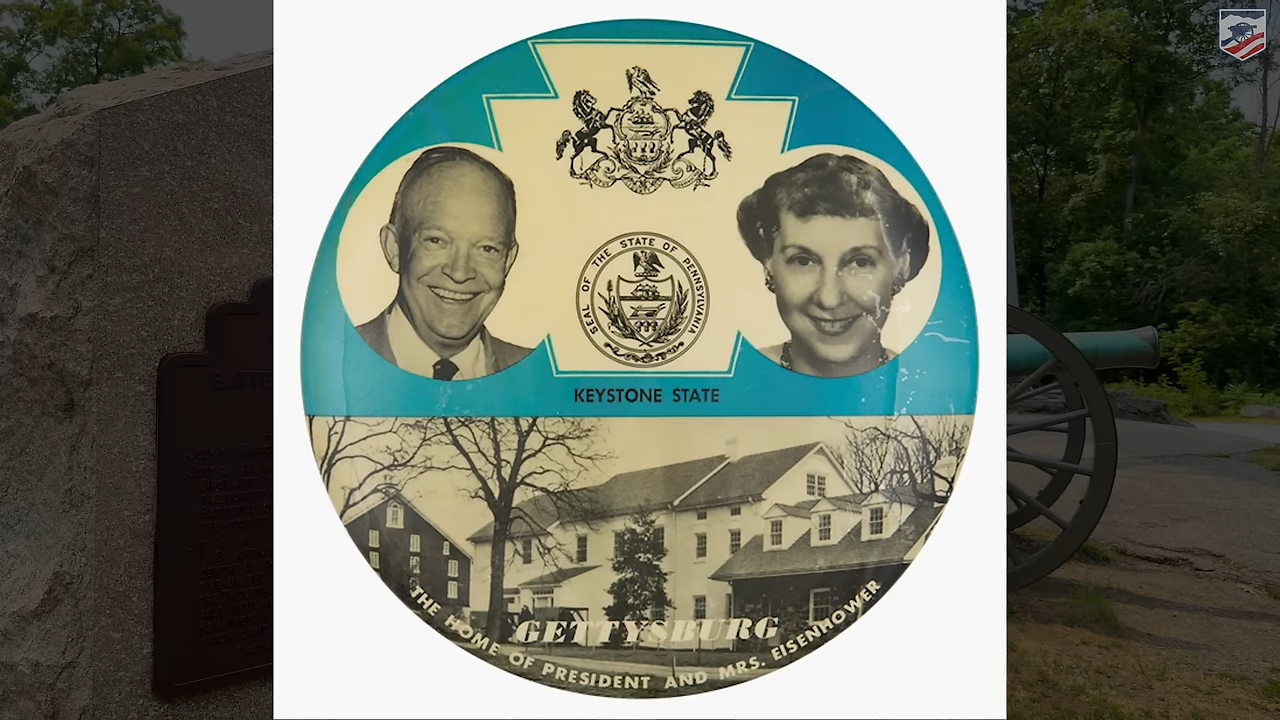 SEAL OF THE STATE OF PENNSYLVANIA
KEYSTONE STATE
GETTYSBURG
THE HOME OF PRESIDENT AND MRS. EISENHOWER